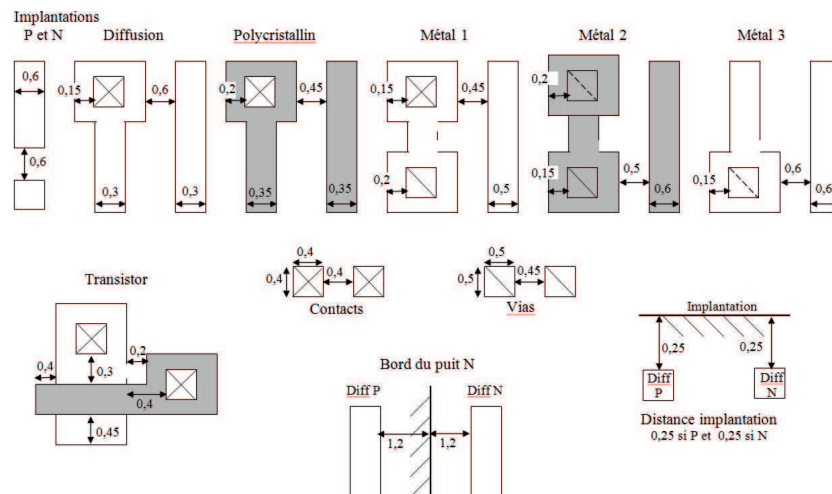 Implantations
P et N
Diffusion
Polycristallin
Métal 1
Métal 2
Métal 3
0,6
0,15
0,6
0,2
0,45
0,15
0,45
0,2
0,6
0,2
0,15
0,5
0,15
0,6
0,3
0,3
0,35
0,35
0,5
0,6
0,6
0,4
0,4
0,4
Contacts
0,5
0,5
0,45
Vias
Transistor
0,4
0,2
0,3
0,4
0,45
Bord du puit N
Diff P
Diff N
1,2
1,2
Implantation
0,25
0,25
Diff
P
Diff
N
Distance implantation
0,25 si P et 0,25 si N